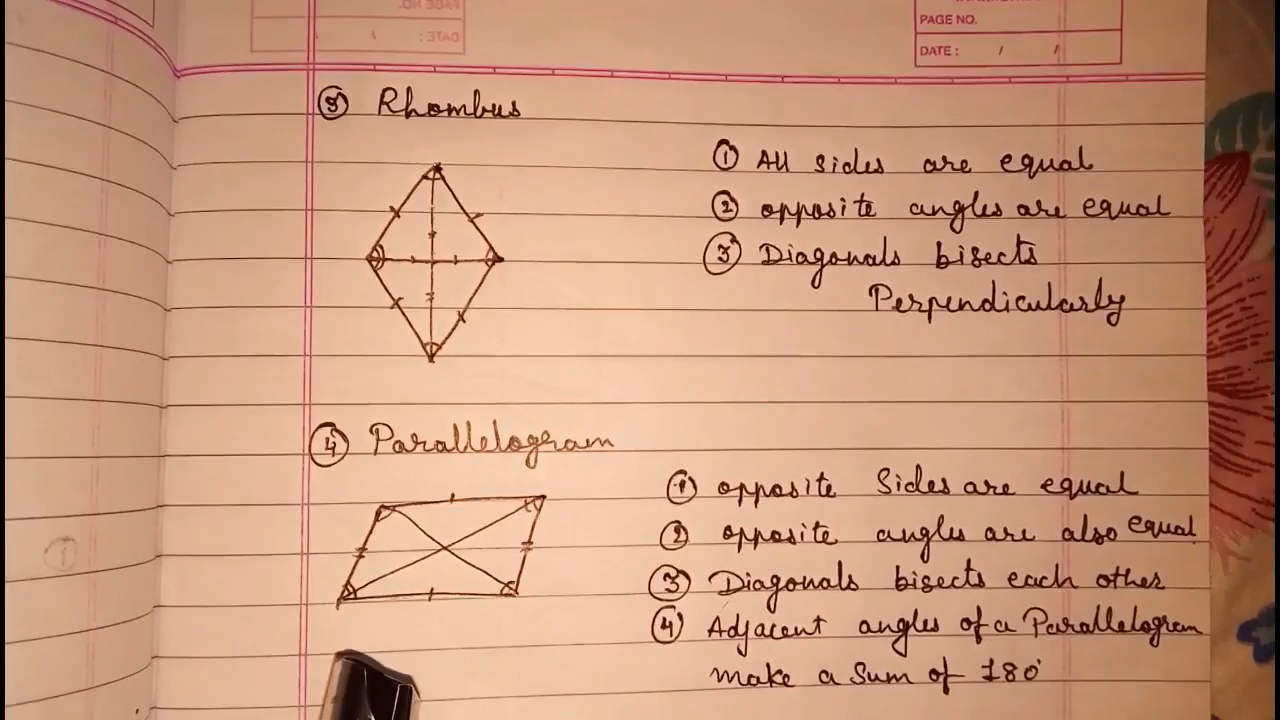 PAGE NO.
DATE : / /
③ Rhombus
① All sides are equal
② opposite angles are equal
③ Diagonals bisects
Perpendicularly
④ Parallelogram
① opposite Sides are equal
② opposite angles are also equal
③ Diagonals bisects each other
④ Adjacent angles of a Parallelogram
make a Sum of 180°